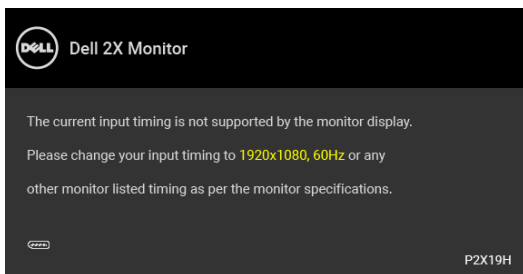 DELL
Dell 2X Monitor
The current input timing is not supported by the monitor display.
Please change your input timing to 1920x1080, 60Hz or any
other monitor listed timing as per the monitor specifications.
P2X19H